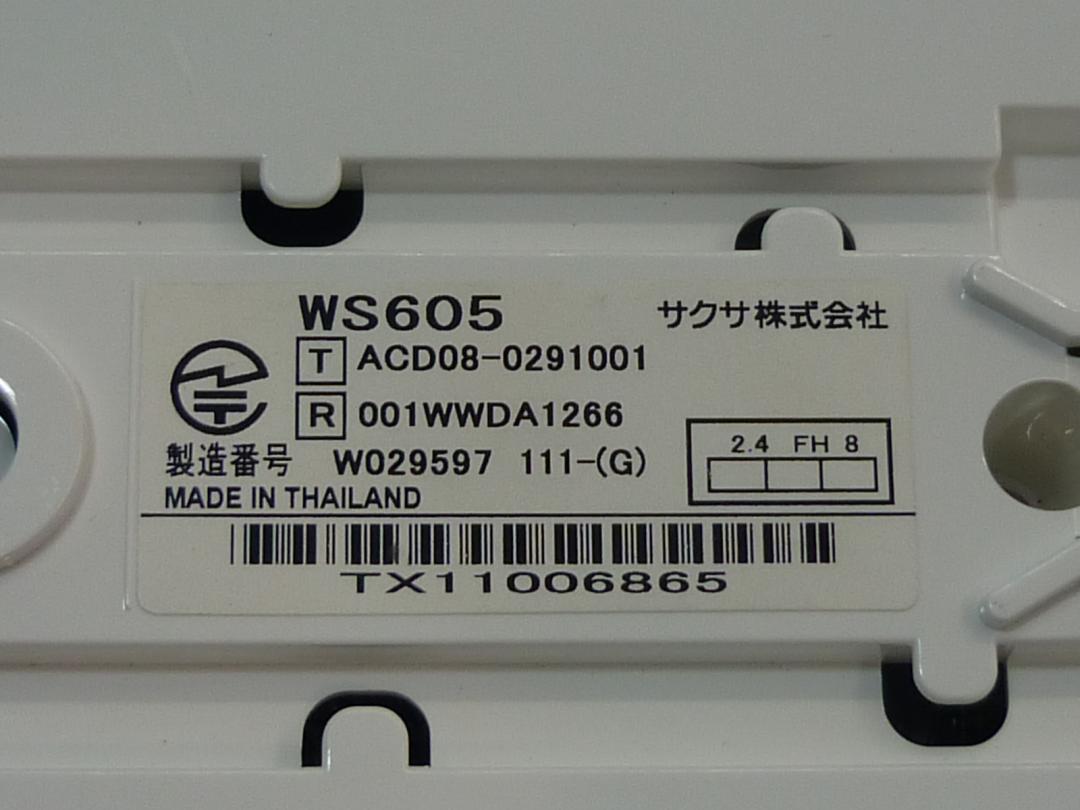 WS605 サクサ株式会社
T ACD08-0291001
R 001WWDA1266
2.4 FH 8
製造番号 W029597 111-(G)
MADE IN THAILAND
TX11006865